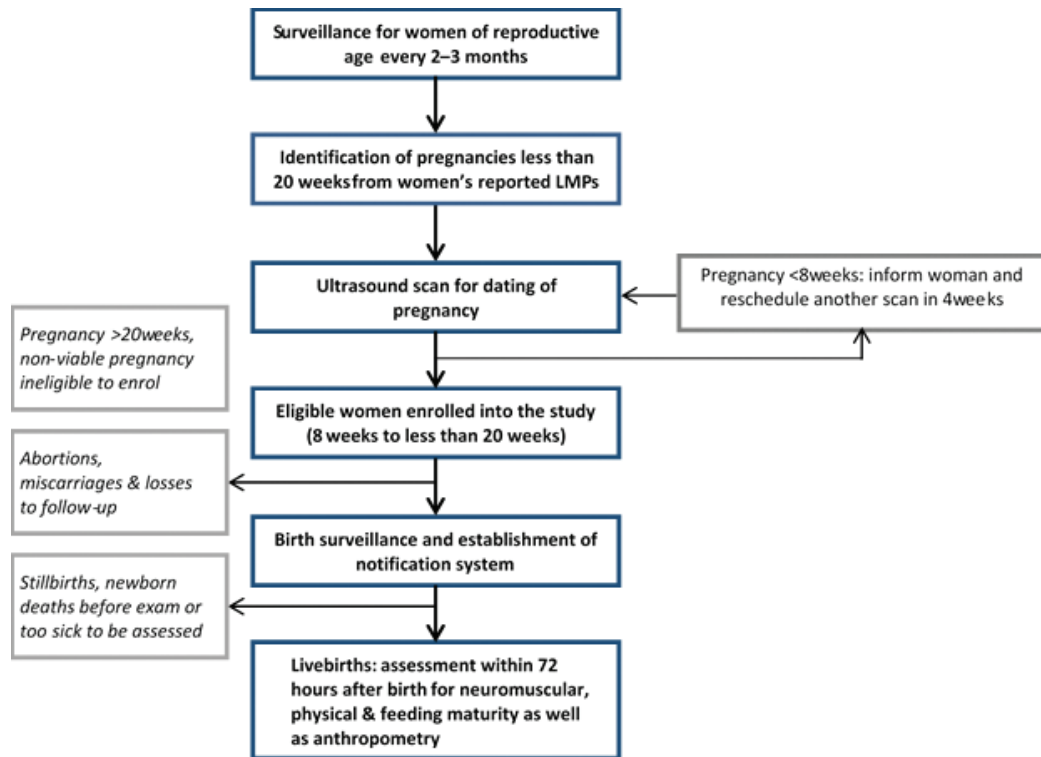 Surveillance for women of reproductive
age every 2–3 months
Identification of pregnancies less than
20 weeks from women's reported LMPs
Ultrasound scan for dating of
pregnancy
Pregnancy <8weeks: inform woman and
reschedule another scan in 4weeks
Pregnancy >20weeks,
non-viable pregnancy
ineligible to enrol
Eligible women enrolled into the study
(8 weeks to less than 20 weeks)
Abortions,
miscarriages & losses
to follow-up
Birth surveillance and establishment of
notification system
Stillbirths, newborn
deaths before exam or
too sick to be assessed
Livebirths: assessment within 72
hours after birth for neuromuscular,
physical & feeding maturity as well
as anthropometry